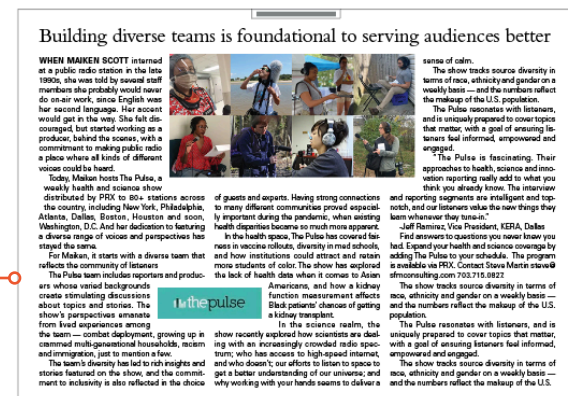 Building diverse teams is foundational to serving audiences better
WHEN MAIKEN SCOTT interned
at a public radio station in the late
1990s, she was told by several staff
members she probably would never
do on-air work, since English was
her second language. Her accent
would get in the way. She felt dis-
couraged, but started working as a
producer, behind the scenes, with a
commitment to making public radio
a place where all kinds of different
voices could be heard.
Today, Maiken hosts The Pulse, a
weekly health and science show
distributed by PRX to 80+ stations across
the country, including New York, Philadelphia,
Atlanta, Dallas, Boston, Houston and soon,
Washington, D.C. And her dedication to featuring
a diverse range of voices and perspectives has
stayed the same.
For Maiken, it starts with a diverse team that
reflects the community of listeners
The Pulse team includes reporters and produc-
ers whose varied backgrounds
create stimulating discussions
about topics and stories. The
show's perspectives emanate
from lived experiences among
the team — combat deployment, growing up in
crammed multi-generational households, racism
and immigration, just to mention a few.
The team's diversity has led to rich insights and
stories featured on the show, and the commit-
ment to inclusivity is also reflected in the choice
of guests and experts. Having strong connections
to many different communities proved especial-
ly important during the pandemic, when existing
health disparities became so much more apparent.
In the health space, The Pulse has covered fair-
ness in vaccine rollouts, diversity in med schools,
and how institutions could attract and retain
more students of color. The show has explored
the lack of health data when it comes to Asian
Americans, and how a kidney
function measurement affects
Black patients' chances of getting
a kidney transplant.
the pulse
In the science realm, the
show recently explored how scientists are deal-
ing with an increasingly crowded radio spec-
trum; who has access to high-speed internet,
and who doesn't; our efforts to listen to space to
get a better understanding of our universe; and
why working with your hands seems to deliver a
sense of calm.
The show tracks source diversity in
terms of race, ethnicity and gender on a
weekly basis — and the numbers reflect
the makeup of the U.S. population.
The Pulse resonates with listeners,
and is uniquely prepared to cover topics
that matter, with a goal of ensuring lis-
teners feel informed, empowered and
engaged.
"The Pulse is fascinating. Their
approaches to health, science and inno-
vation reporting really add to what you
think you already know. The interview
and reporting segments are intelligent and top-
notch, and our listeners value the new things they
learn whenever they tune-in."
-Jeff Ramirez, Vice President, KERA, Dallas
Find answers to questions you never knew you
had. Expand your health and science coverage by
adding The Pulse to your schedule. The program
is available via PRX. Contact Steve Martin steve@
sfmconsulting.com 703.715.0827
The show tracks source diversity in terms of
race, ethnicity and gender on a weekly basis —
and the numbers reflect the makeup of the U.S.
population.
The Pulse resonates with listeners, and is
uniquely prepared to cover topics that matter,
with a goal of ensuring listeners feel informed,
empowered and engaged.
The show tracks source diversity in terms of
race, ethnicity and gender on a weekly basis —
and the numbers reflect the makeup of the U.S.